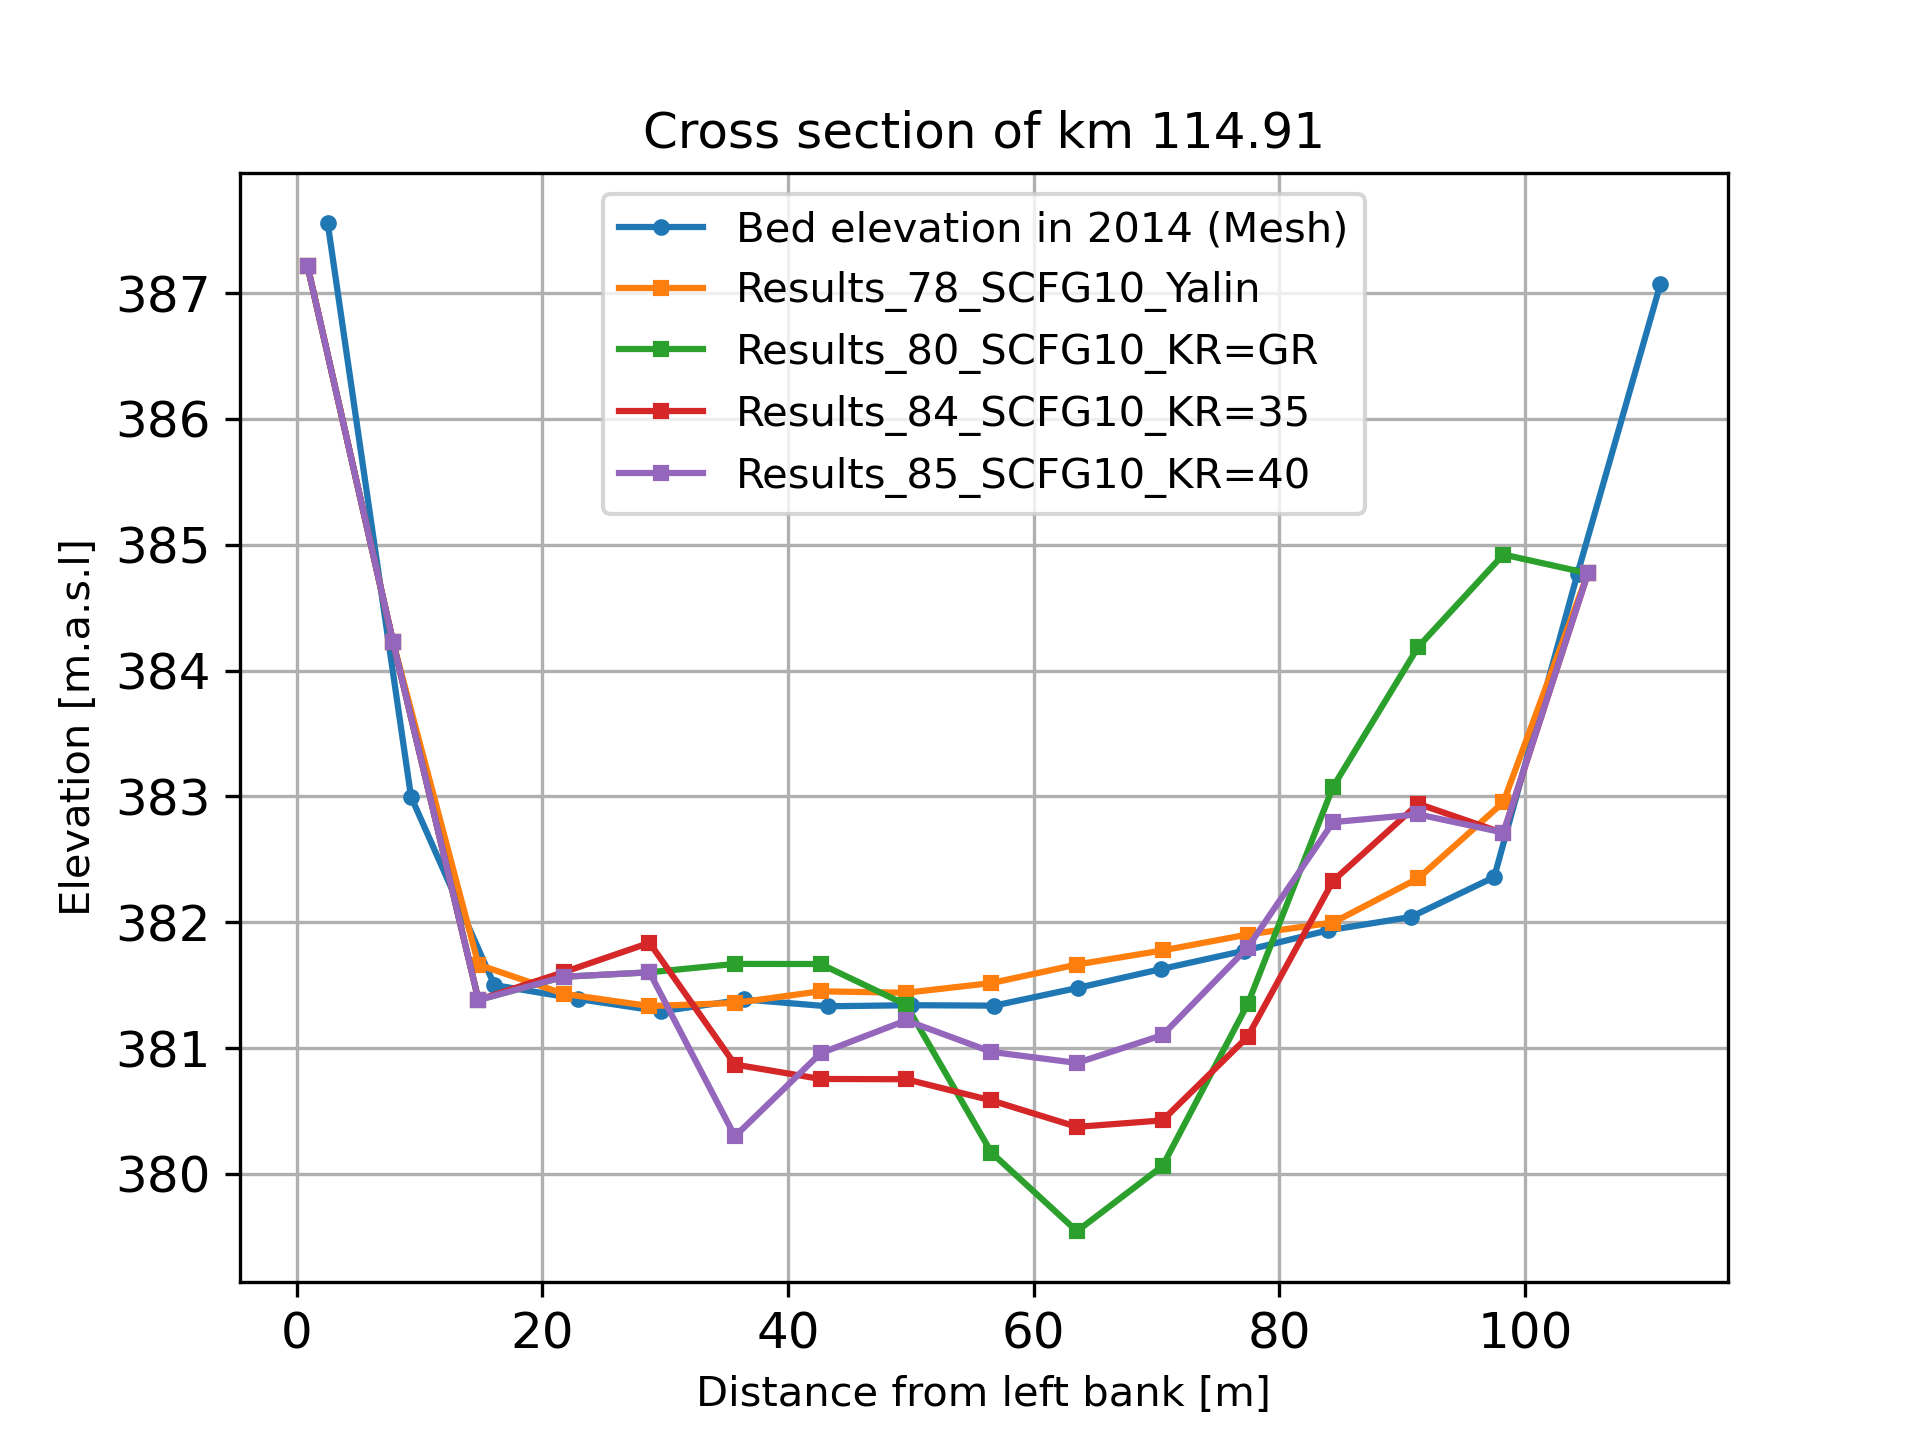 Cross section of km 114.91
Bed elevation in 2014 (Mesh)
Results_78_SCFG10_Yalin
Results_80_SCFG10_KR=GR
Results_84_SCFG10_KR=35
Results_85_SCFG10_KR=40
387
386
385
384
383
382
381
380
Elevation [m.a.s.l]
0 20 40 60 80 100
Distance from left bank [m]